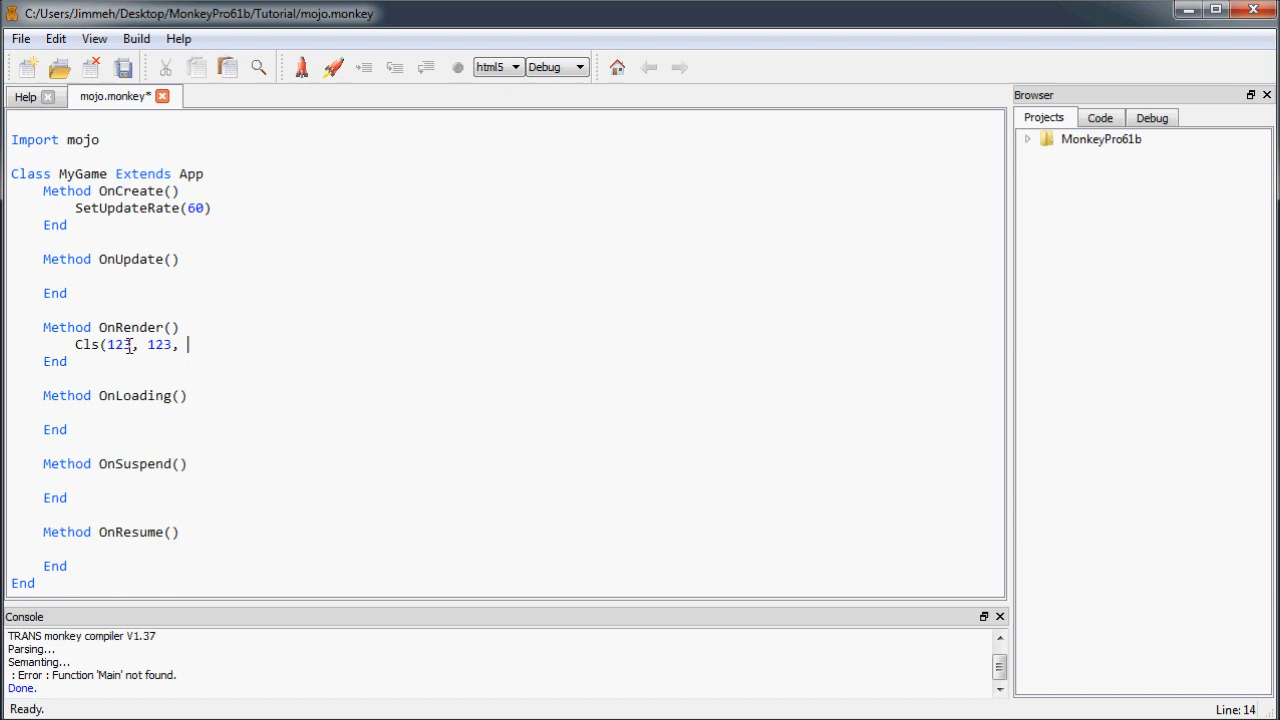 C:/Users/Jimmeh/Desktop/MonkeyPro61b/Tutorial/mojo.monkey
File Edit View Build Help
html5 Debug
Help mojo.monkey*
Import mojo
Class MyGame Extends App
Method OnCreate()
SetUpdateRate(60)
End
Method OnUpdate()
End
Method OnRender()
Cls(123, 123,
End
Method OnLoading()
End
Method OnSuspend()
End
Method OnResume()
End
End
Browser
Projects Code Debug
MonkeyPro61b
Console
TRANS monkey compiler V1.37
Parsing...
Semanting...
: Error : Function 'Main' not found.
Done.
Ready. Line: 14